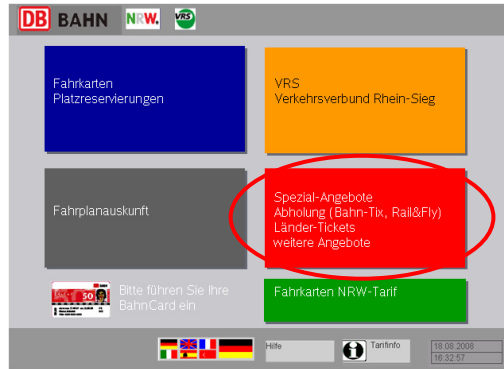 DB BAHN NRW. VRS
Fahrkarten
Platzreservierungen
VRS
Verkehrsverbund Rhein-Sieg
Fahrplanauskunft
Spezial-Angebote
Abholung (Bahn-Tix, Rail&Fly)
Länder-Tickets
weitere Angebote
50
Bitte führen Sie Ihre
BahnCard ein
Fahrkarten NRW-Tarif
Hilfe
Tarifinfo
18.08.2008
16:32:57